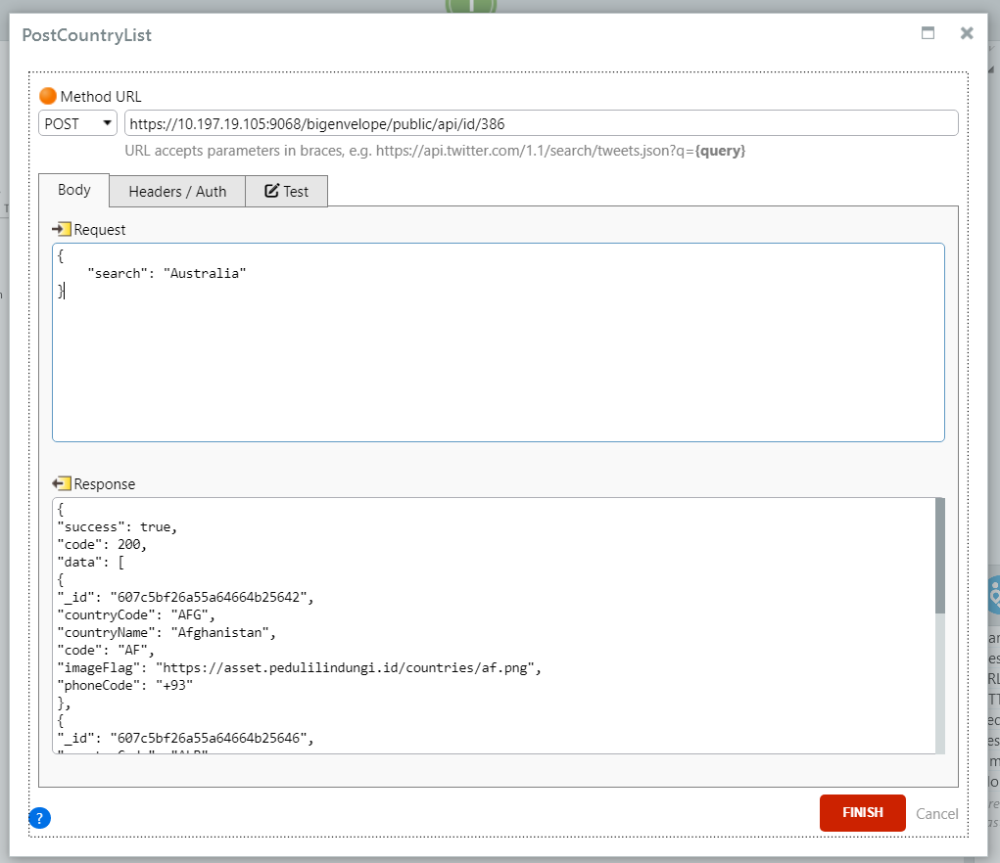 PostCountryList
Method URL
POST
https://10.197.19.105:9068/bigenvelope/public/api/id/386
URL accepts parameters in braces, e.g. https://api.twitter.com/1.1/search/tweets.json?q={query}
Body
Headers / Auth
Test
Request
{
    "search": "Australia"
}
Response
{
"success": true,
"code": 200,
"data": [
{
"_id": "607c5bf26a55a64664b25642",
"countryCode": "AFG",
"countryName": "Afghanistan",
"code": "AF",
"imageFlag": "https://asset.pedulilindungi.id/countries/af.png",
"phoneCode": "+93"
},
{
"_id": "607c5bf26a55a64664b25646",
?
FINISH
Cancel